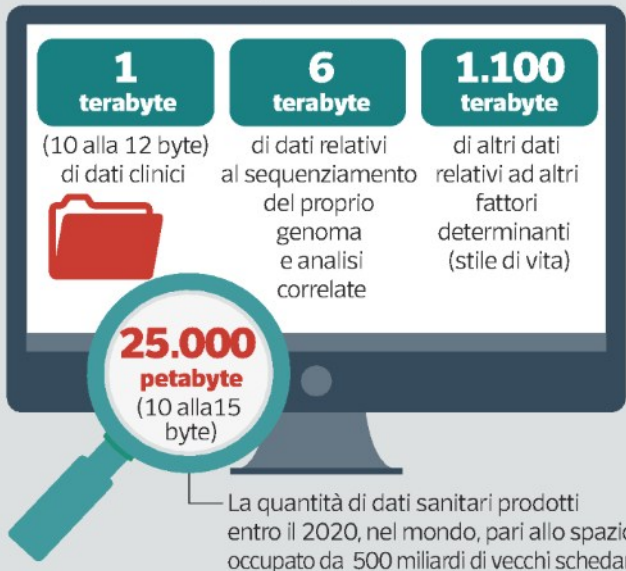 1
terabyte
(10 alla 12 byte)
di dati clinici
6
terabyte
di dati relativi
al sequenziamento
del proprio
genoma
e analisi
correlate
1.100
terabyte
di altri dati
relativi ad altri
fattori
determinanti
(stile di vita)
25.000
petabyte
(10 alla15
byte)
La quantità di dati sanitari prodotti
entro il 2020, nel mondo, pari allo spazio
occupato da 500 miliardi di vecchi